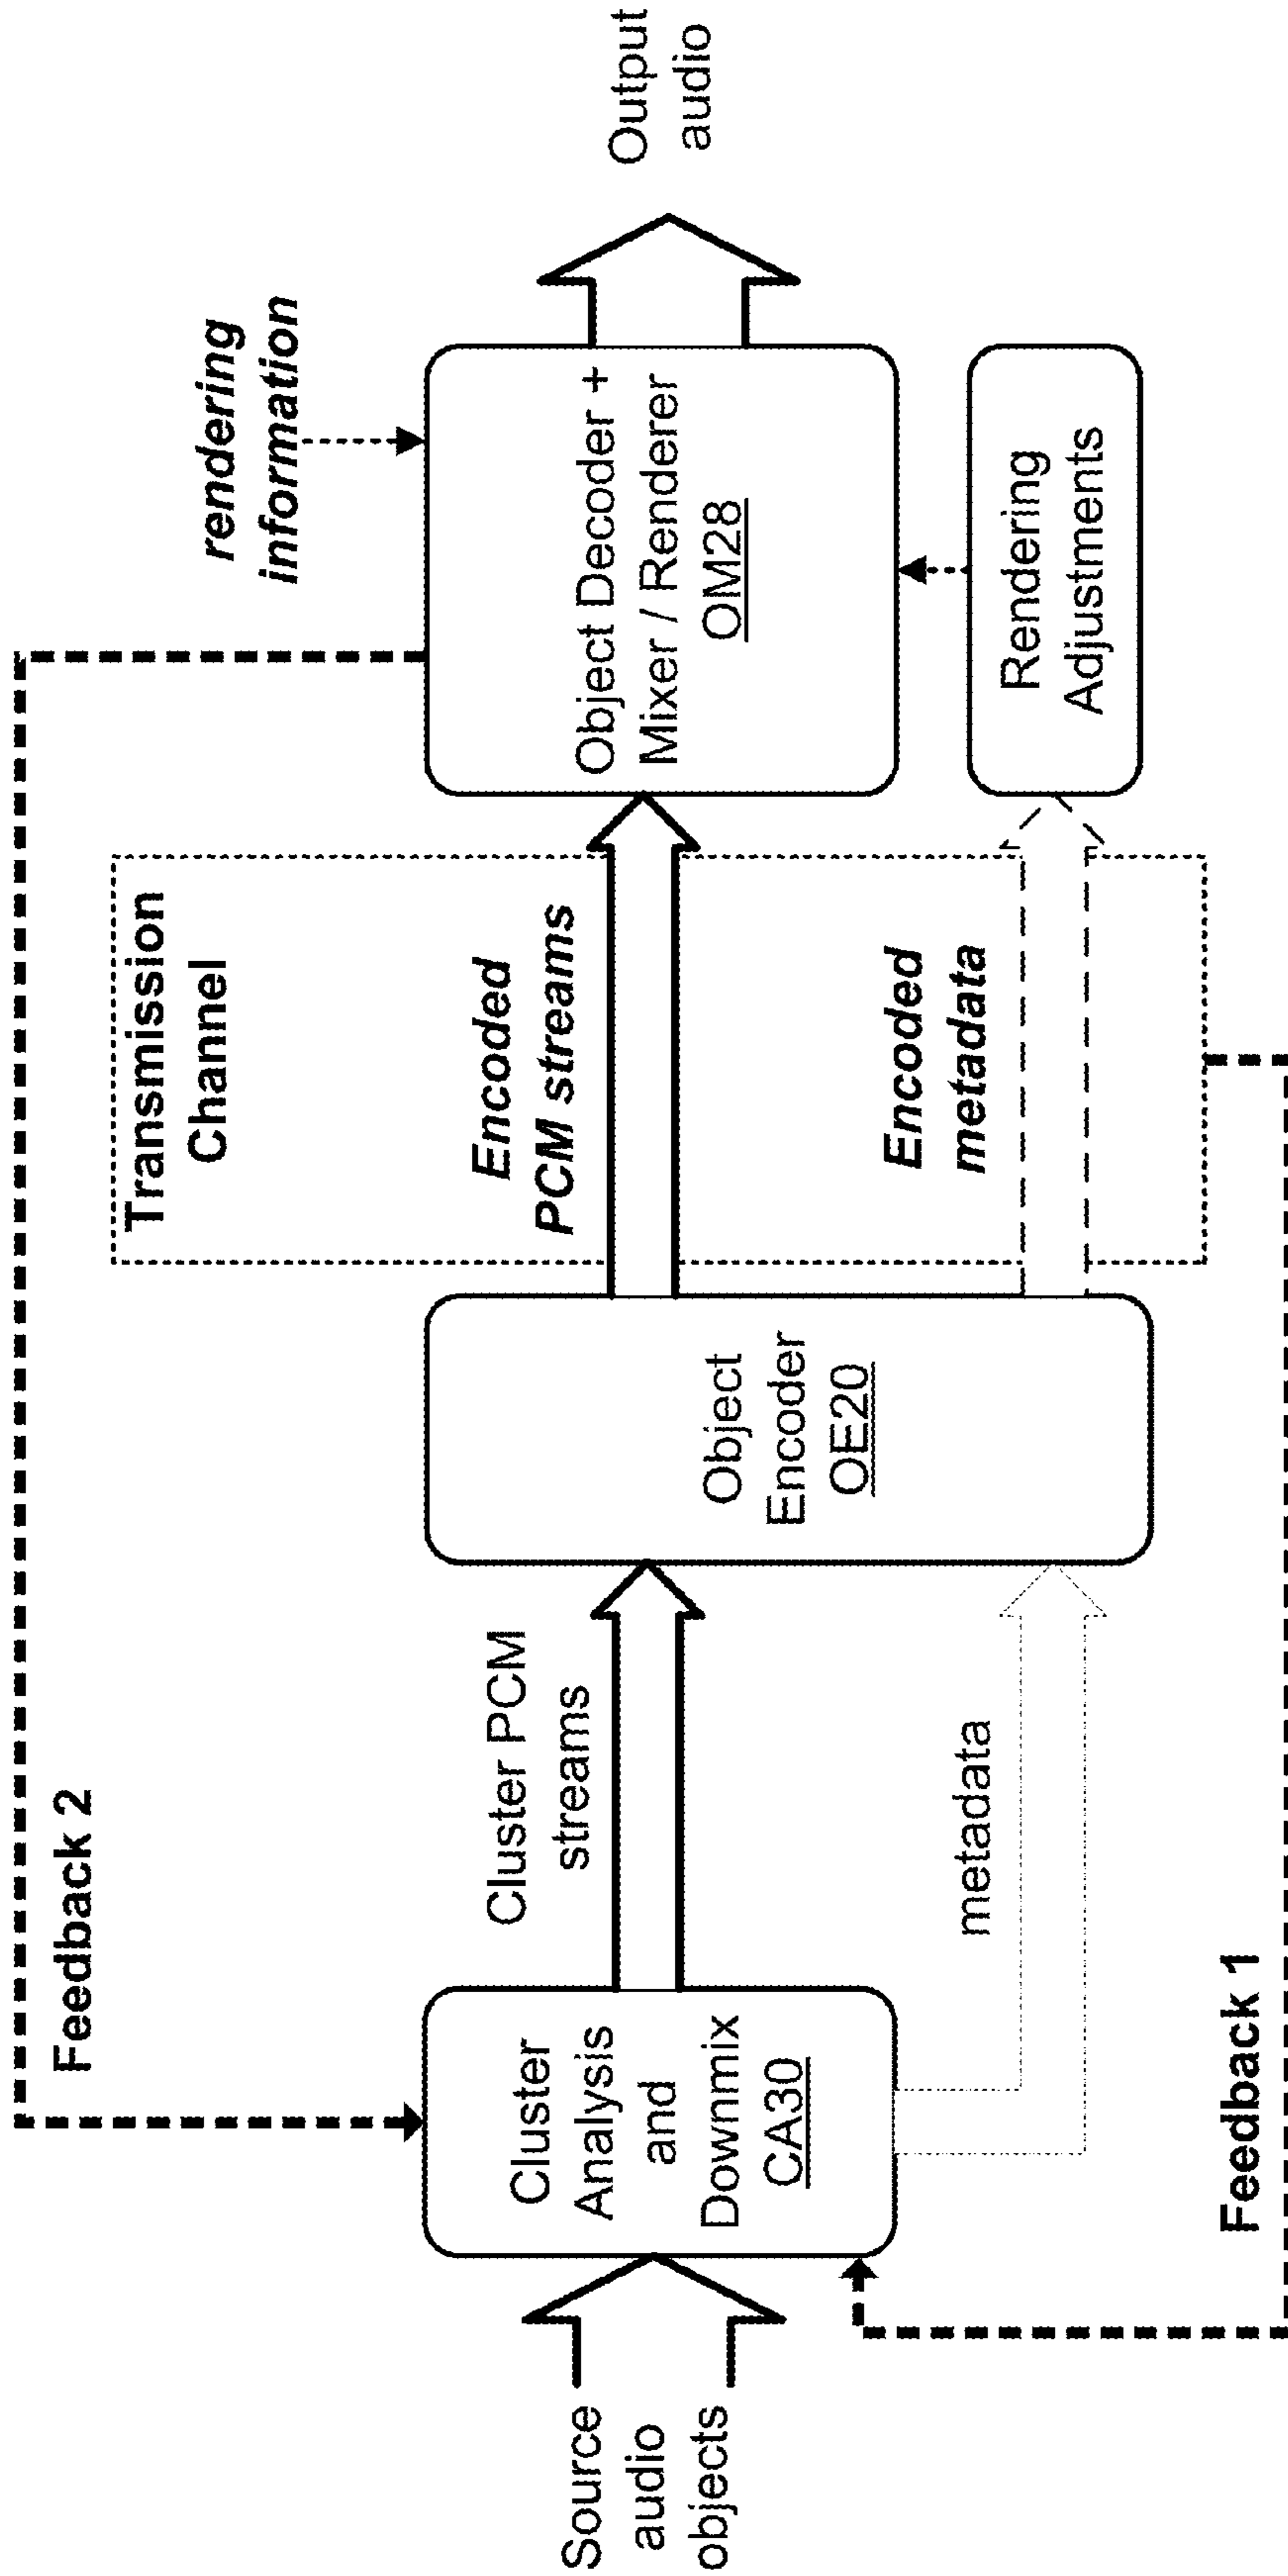 Feedback 2
Source
audio
objects
Cluster
Analysis
and
Downmix
CA30
Cluster PCM
streams
metadata
Object
Encoder
OE20
Transmission
Channel
Encoded
PCM streams
Encoded
metadata
rendering
information
Object Decoder +
Mixer / Renderer
OM28
Rendering
Adjustments
Output
audio
Feedback 1